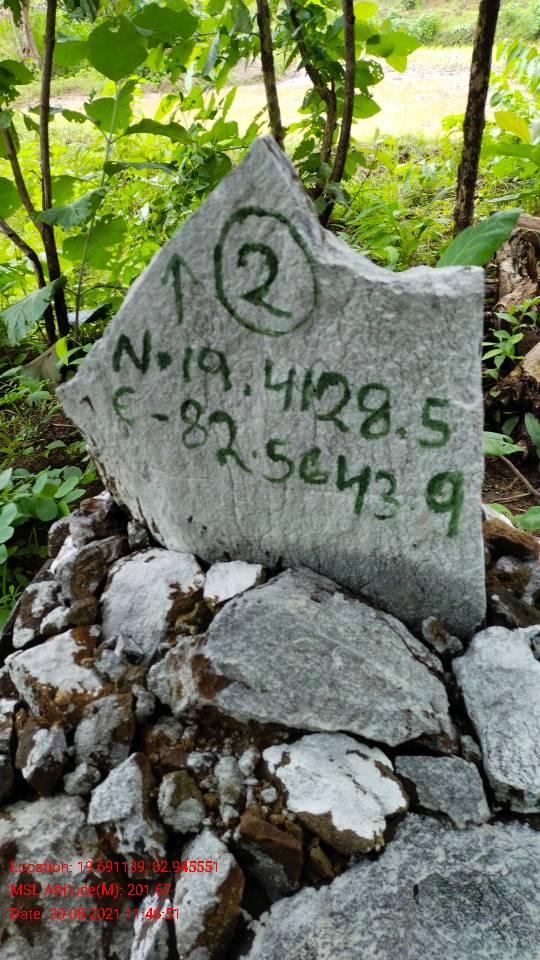 ↑ 2
N.19.4128.5
E-82.5643.9
Location: 19.691139, 82.945551
MSL Altitude(M): 201.67
Date: 30-08-2021 11:46:51